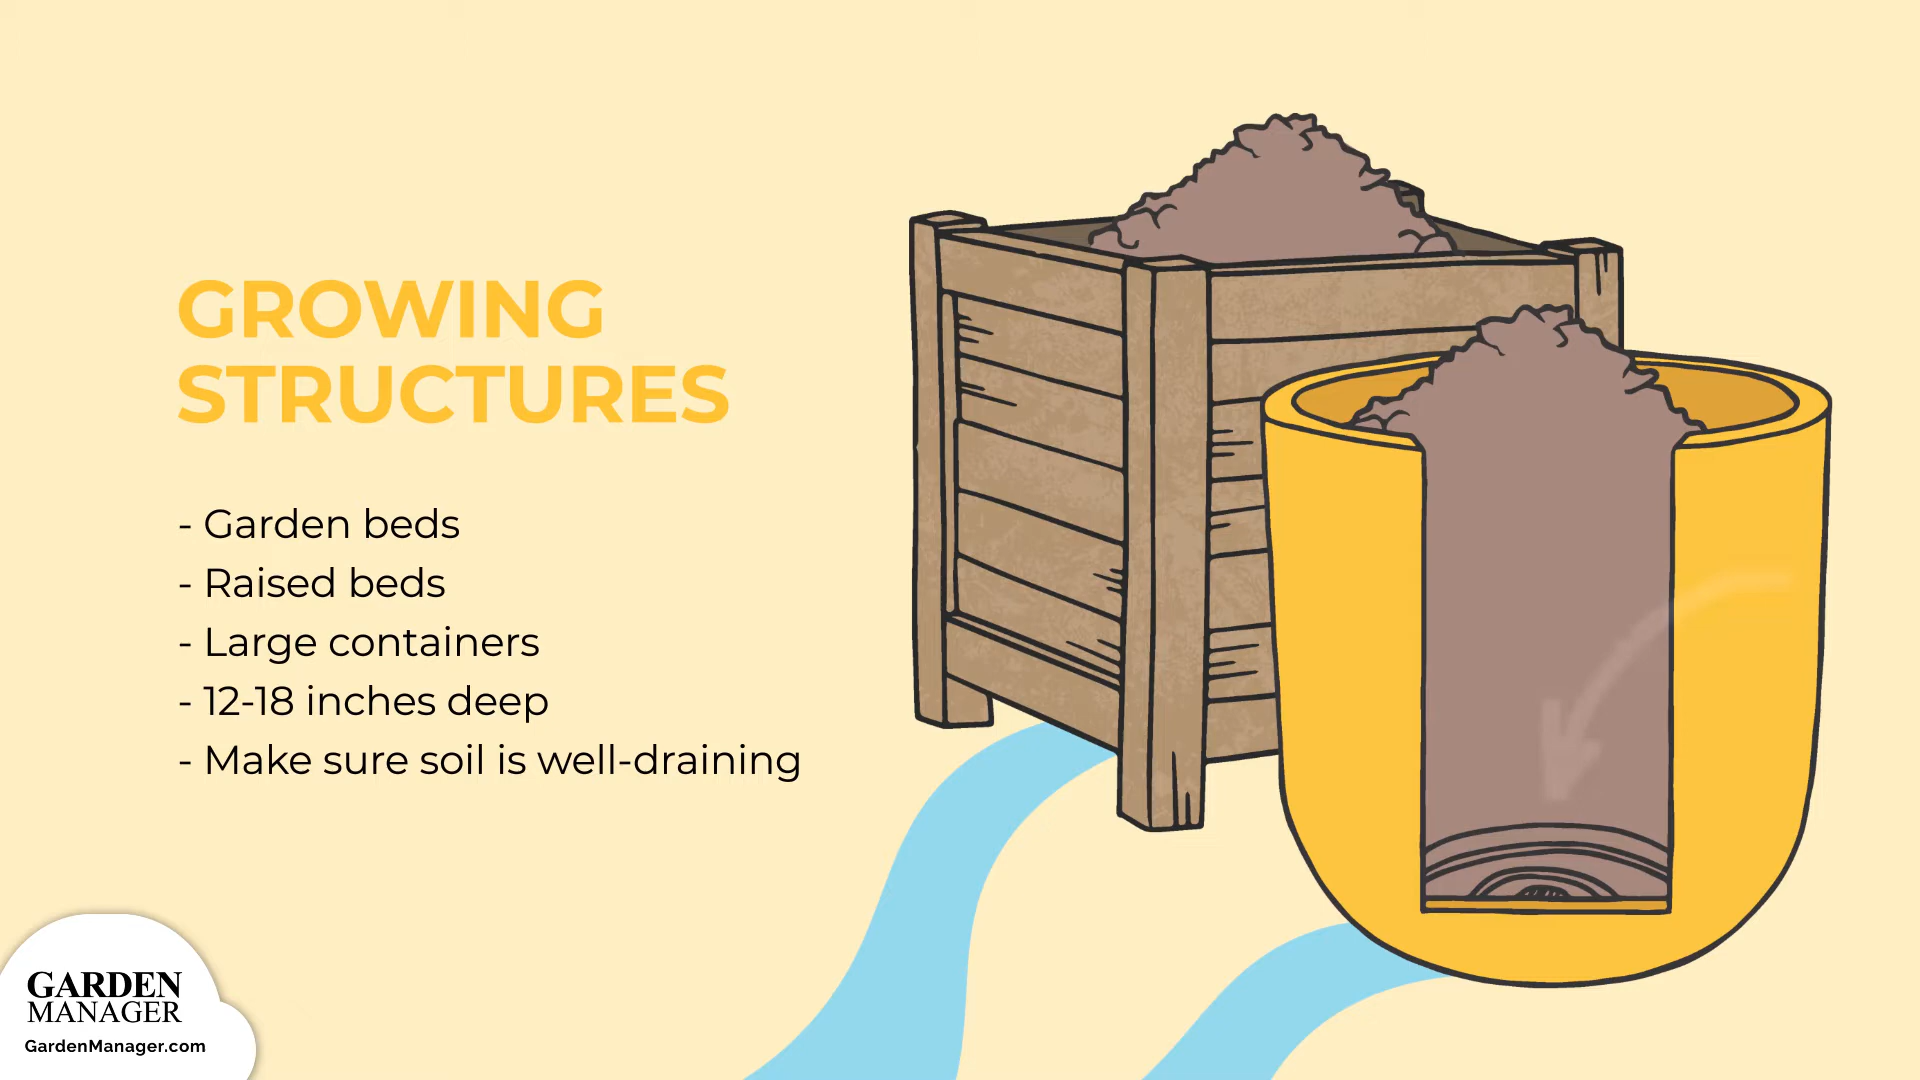 GROWING
STRUCTURES
- Garden beds
- Raised beds
- Large containers
- 12-18 inches deep
- Make sure soil is well-draining
GARDEN
MANAGER
GardenManager.com